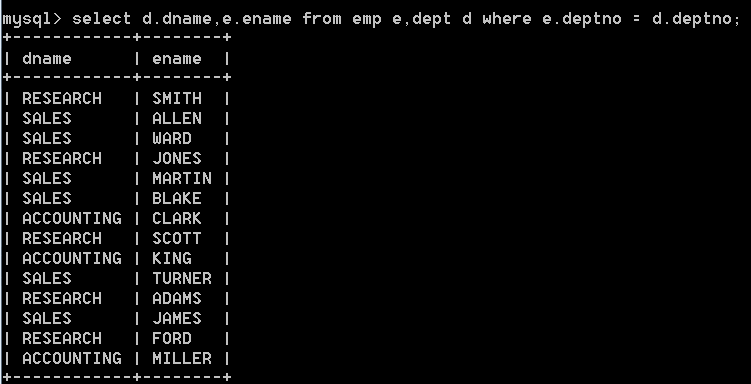 mysql> select d.dname,e.ename from emp e,dept d where e.deptno = d.deptno;
+------------+--------+
| dname      | ename  |
+------------+--------+
| RESEARCH   | SMITH  |
| SALES      | ALLEN  |
| SALES      | WARD   |
| RESEARCH   | JONES  |
| SALES      | MARTIN |
| SALES      | BLAKE  |
| ACCOUNTING | CLARK  |
| RESEARCH   | SCOTT  |
| ACCOUNTING | KING   |
| SALES      | TURNER |
| RESEARCH   | ADAMS  |
| SALES      | JAMES  |
| RESEARCH   | FORD   |
| ACCOUNTING | MILLER |
+------------+--------+